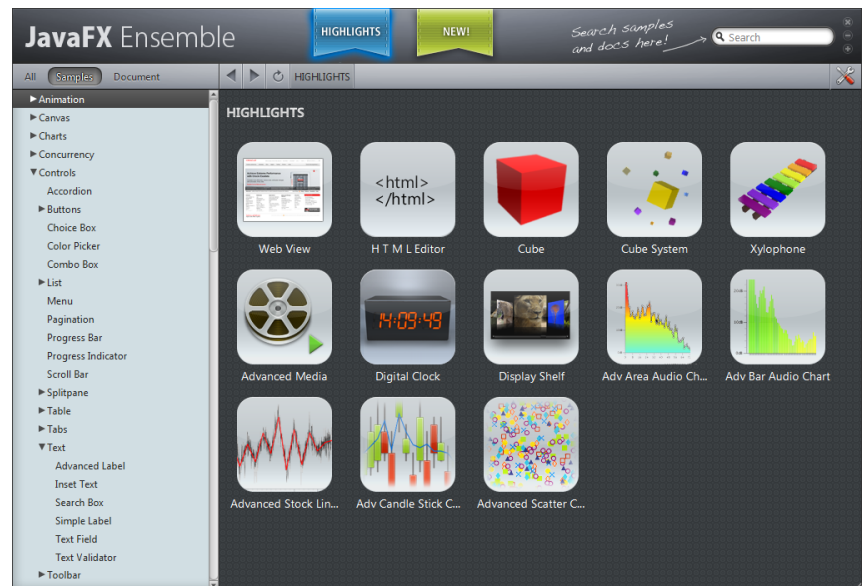 JavaFX Ensemble
HIGHLIGHTS
NEW!
Search samples
and docs here!
Search
All
Samples
Document
HIGHLIGHTS
Animation
Canvas
Charts
Concurrency
Controls
Accordion
Buttons
Choice Box
Color Picker
Combo Box
List
Menu
Pagination
Progress Bar
Progress Indicator
Scroll Bar
Splitpane
Table
Tabs
Text
Advanced Label
Inset Text
Search Box
Simple Label
Text Field
Text Validator
Toolbar
HIGHLIGHTS
<html>
</html>
Web View
H T M L Editor
Cube
Cube System
Xylophone
14:09:49
Advanced Media
Digital Clock
Display Shelf
Adv Area Audio Ch...
Adv Bar Audio Chart
Advanced Stock Lin...
Adv Candle Stick C...
Advanced Scatter C...